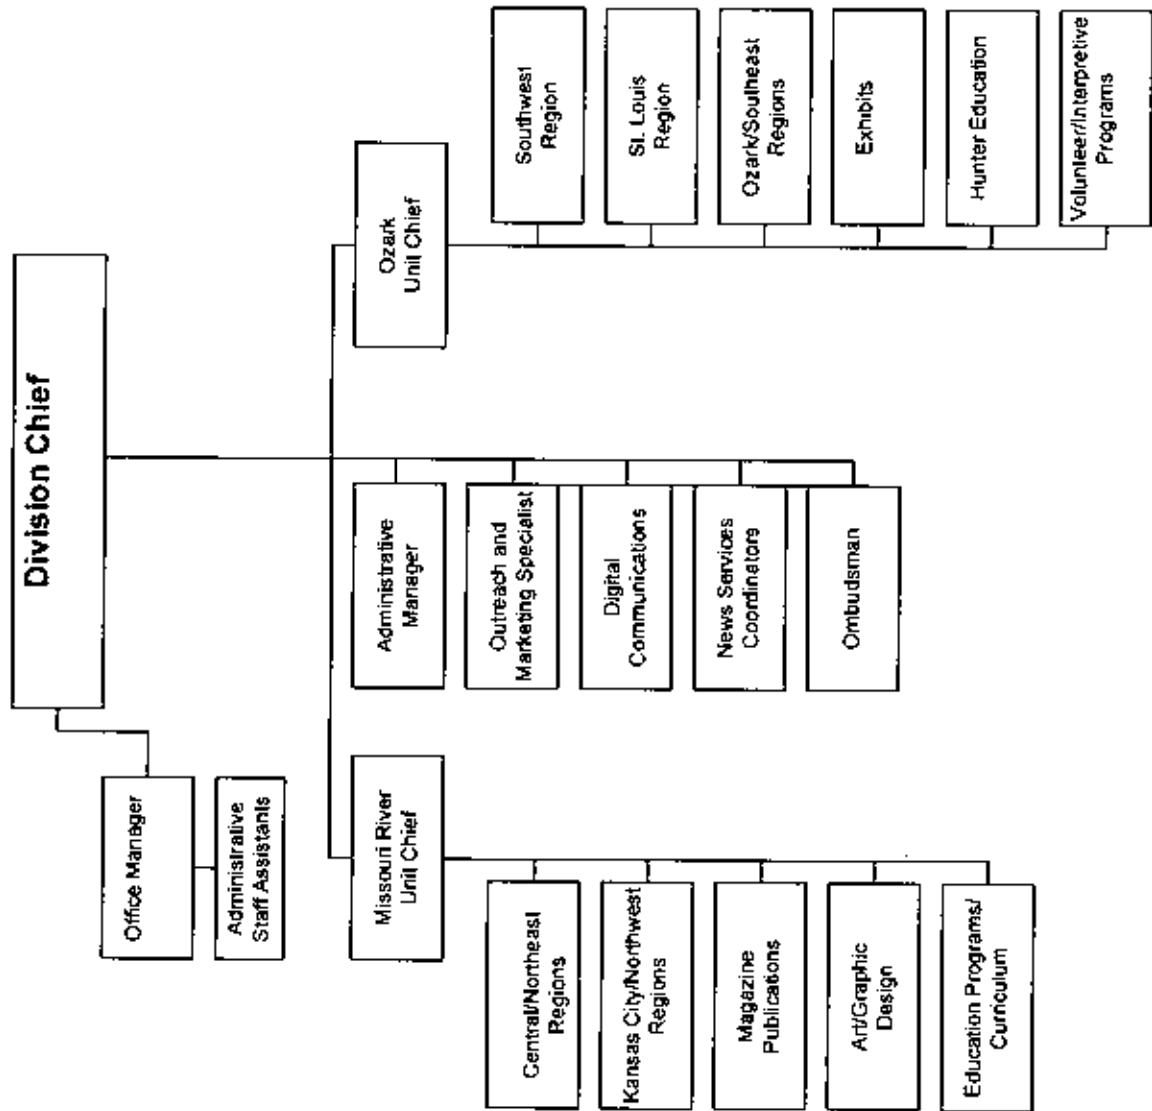 Division Chief
Office Manager
Administrative
Staff Assistants
Missouri River
Unit Chief
Central/Northeast
Regions
Kansas City/Northwest
Regions
Magazine
Publications
Art/Graphic
Design
Education Programs/
Curriculum
Administrative
Manager
Outreach and
Marketing Specialist
Digital
Communications
News Services
Coordinators
Ombudsman
Ozark
Unit Chief
Southwest
Region
St. Louis
Region
Ozark/Southeast
Regions
Exhibits
Hunter Education
Volunteer/Interpretive
Programs